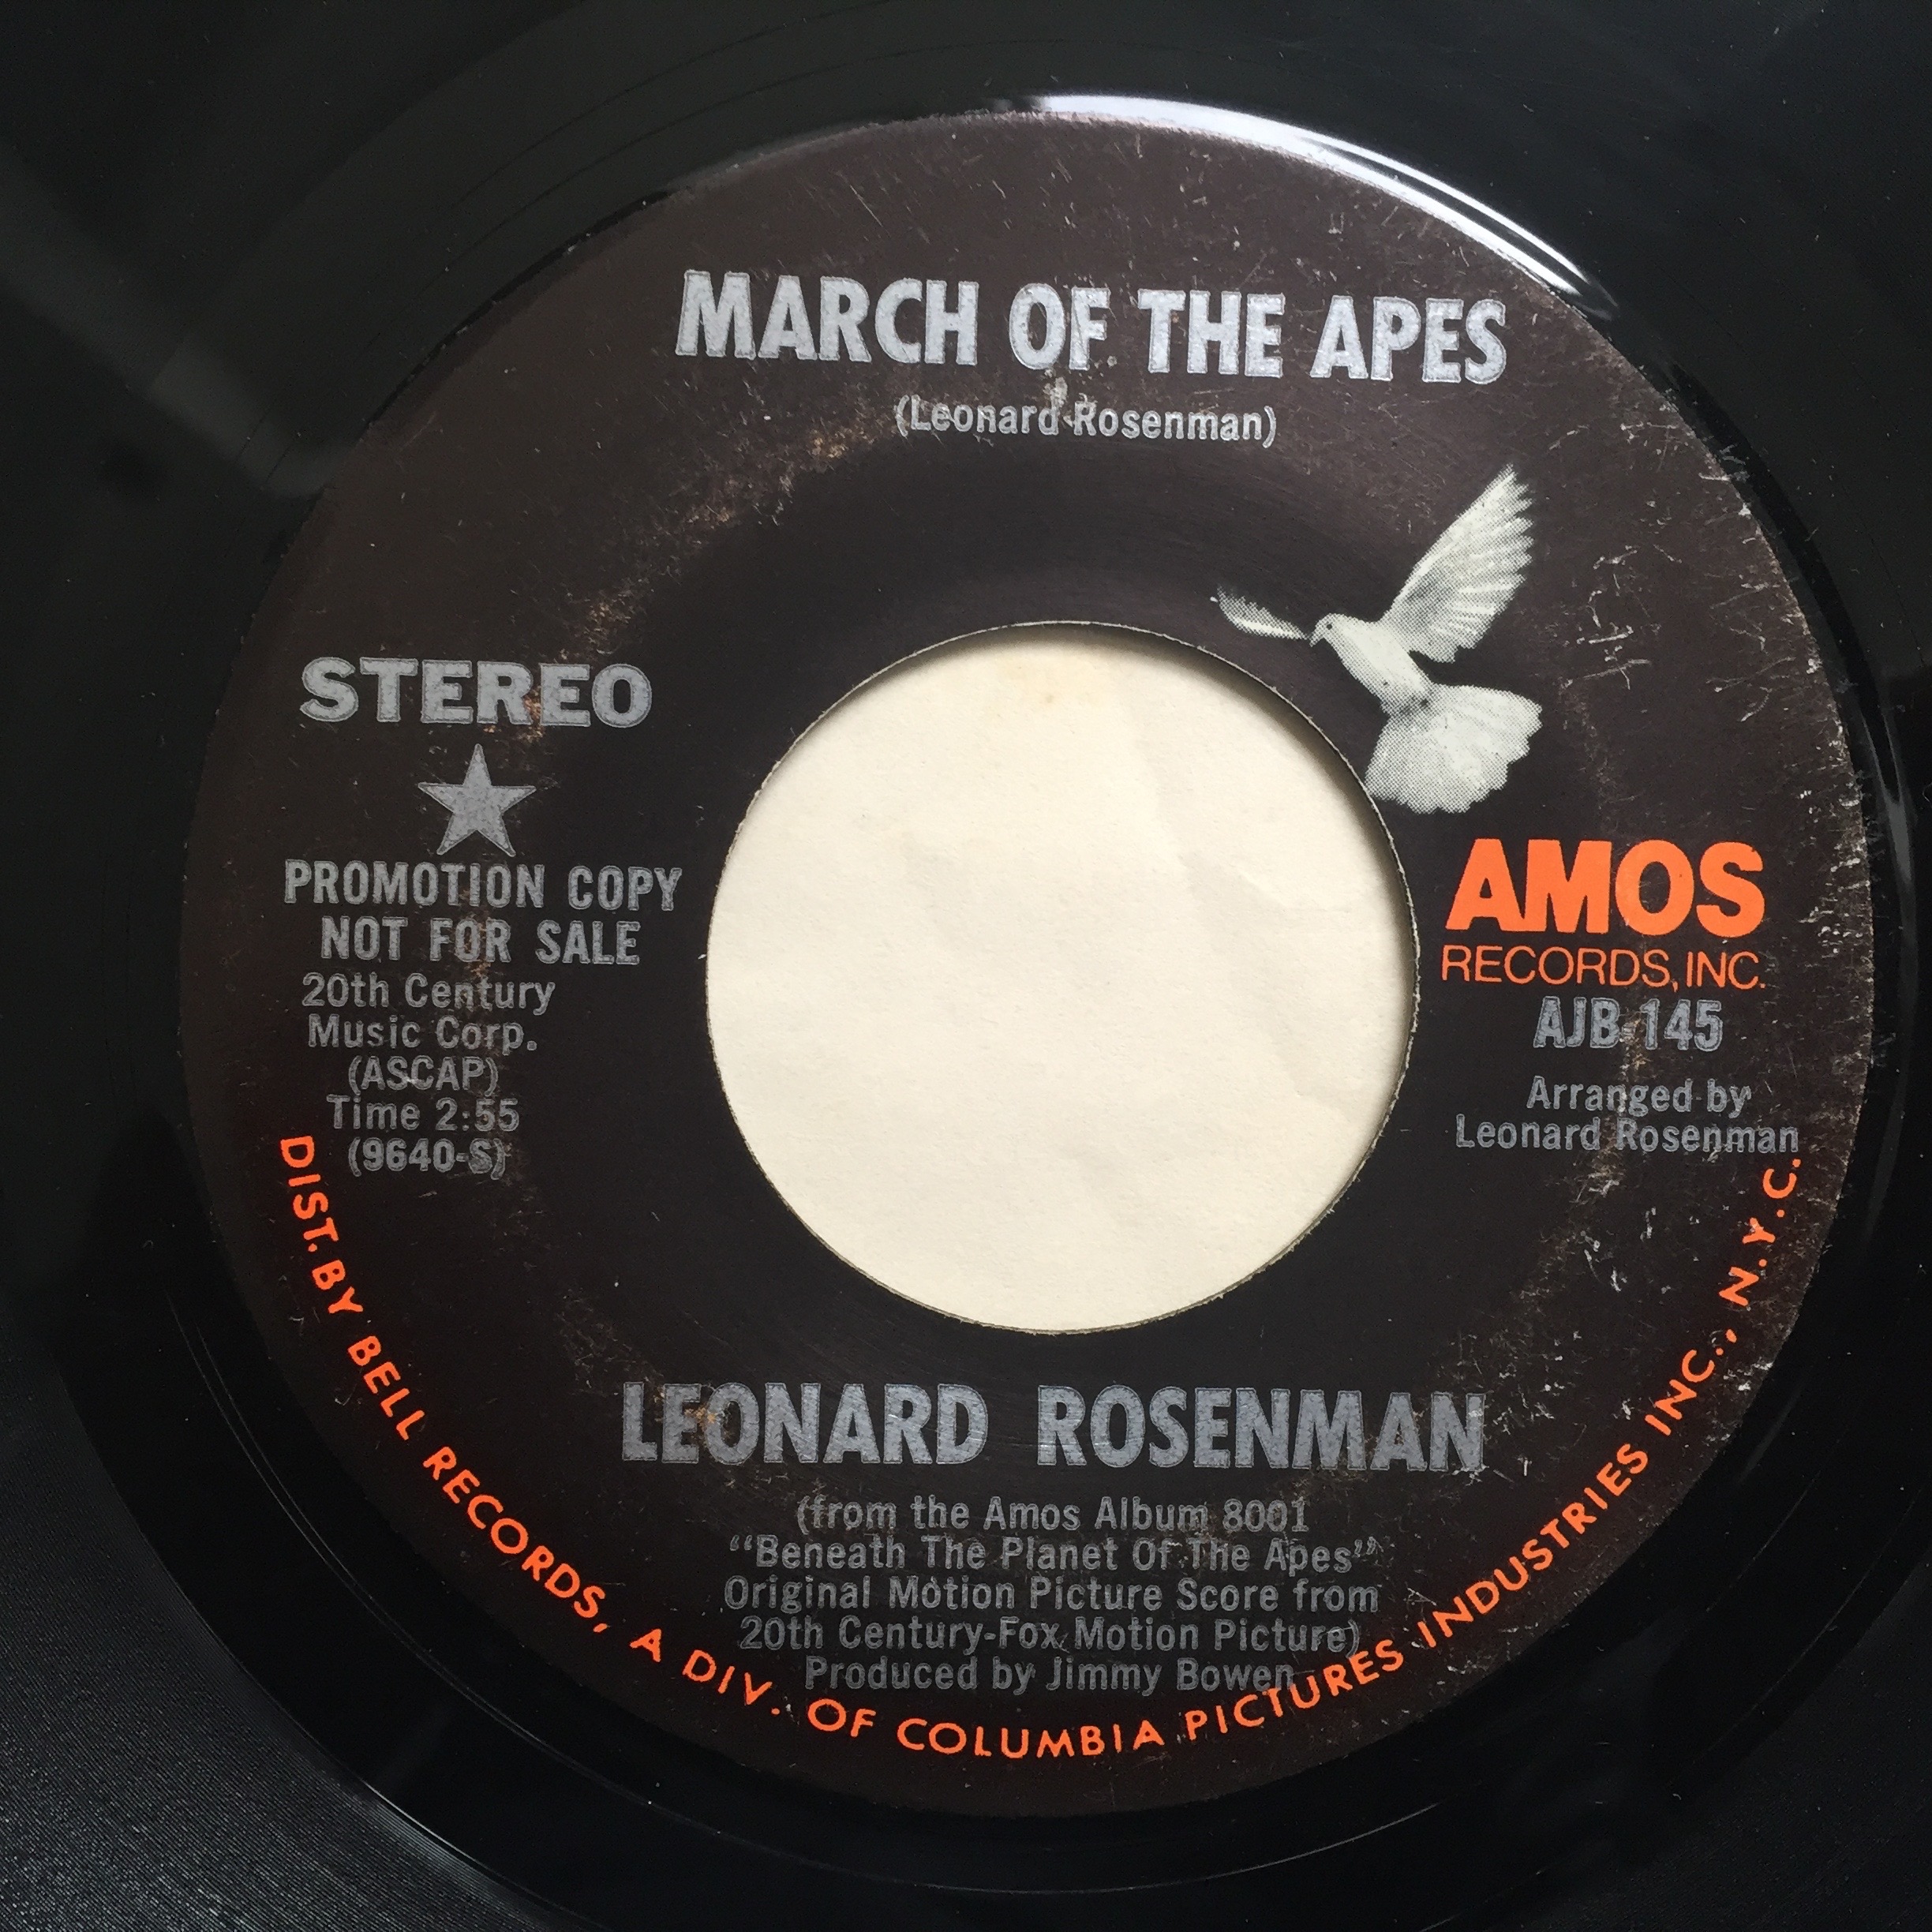 MARCH OF THE APES
(Leonard Rosenman)
STEREO
PROMOTION COPY
NOT FOR SALE
20th Century
Music Corp.
(ASCAP)
Time 2:55
(9640-S)
AMOS
RECORDS, INC.
AJB-145
Arranged by
Leonard Rosenman
LEONARD ROSENMAN
(from the Amos Album 8001
“Beneath The Planet Of The Apes”
Original Motion Picture Score from
20th Century-Fox Motion Picture)
Produced by Jimmy Bowen
DIST. BY BELL RECORDS, A DIV. OF COLUMBIA PICTURES INDUSTRIES INC., N.Y.C.